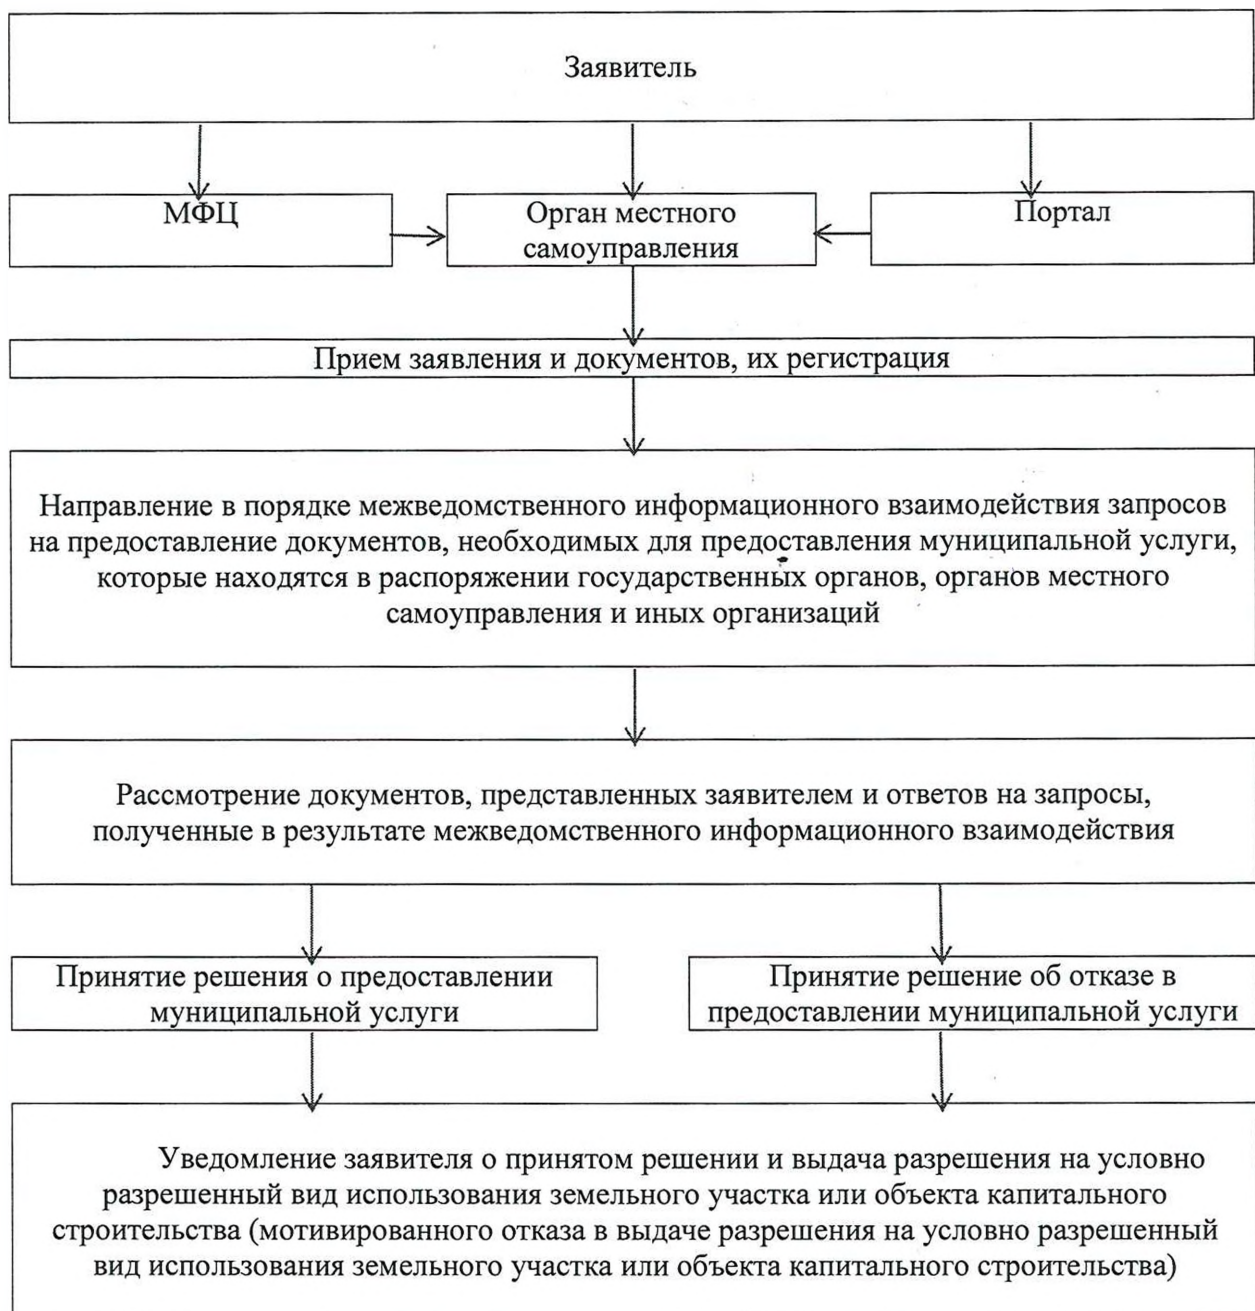 Заявитель
МФЦ
Орган местного
самоуправления
Портал
Прием заявления и документов, их регистрация
Направление в порядке межведомственного информационного взаимодействия запросов
на предоставление документов, необходимых для предоставления муниципальной услуги,
которые находятся в распоряжении государственных органов, органов местного
самоуправления и иных организаций
Рассмотрение документов, представленных заявителем и ответов на запросы,
полученные в результате межведомственного информационного взаимодействия
Принятие решения о предоставлении
муниципальной услуги
Принятие решение об отказе в
предоставлении муниципальной услуги
Уведомление заявителя о принятом решении и выдача разрешения на условно
разрешенный вид использования земельного участка или объекта капитального
строительства (мотивированного отказа в выдаче разрешения на условно разрешенный
вид использования земельного участка или объекта капитального строительства)